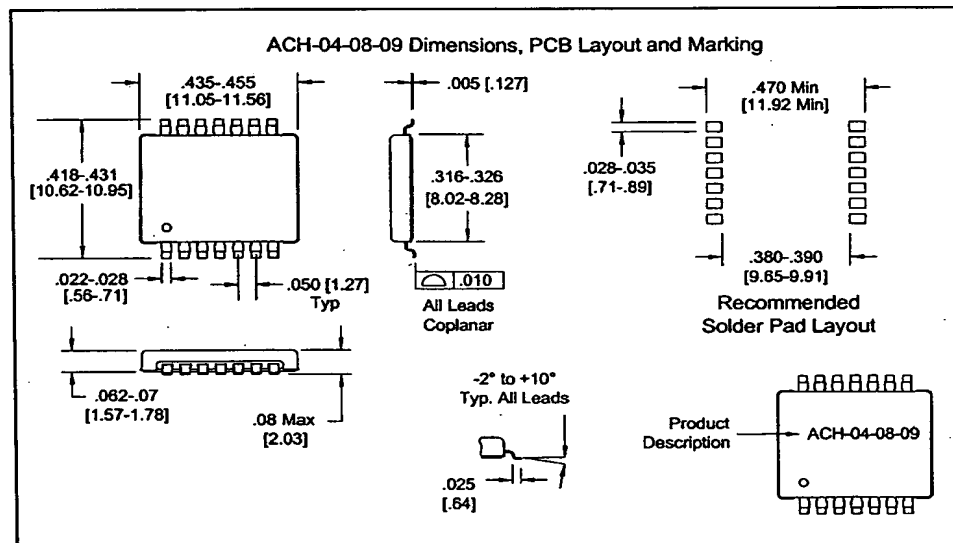 ACH-04-08-09 Dimensions, PCB Layout and Marking
.435-.455
[11.05-11.56]
.005 [.127]
.470 Min
[11.92 Min]
.418-.431
[10.62-10.95]
.316-.326
[8.02-8.28]
.028-.035
[.71-.89]
.022-.028
[.56-.71]
.050 [1.27]
Typ
.010
All Leads
Coplanar
.380-.390
[9.65-9.91]
Recommended
Solder Pad Layout
.062-.07
[1.57-1.78]
.08 Max
[2.03]
-2° to +10°
Typ. All Leads
.025
[.64]
Product
Description
ACH-04-08-09